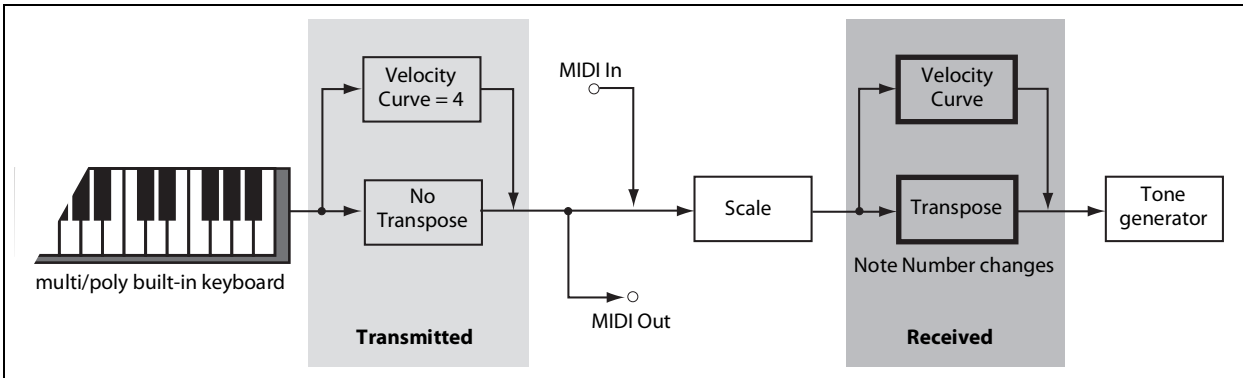 Velocity
Curve = 4
No
Transpose
multi/poly built-in keyboard
Transmitted
MIDI In
MIDI Out
Scale
Velocity
Curve
Transpose
Note Number changes
Received
Tone
generator